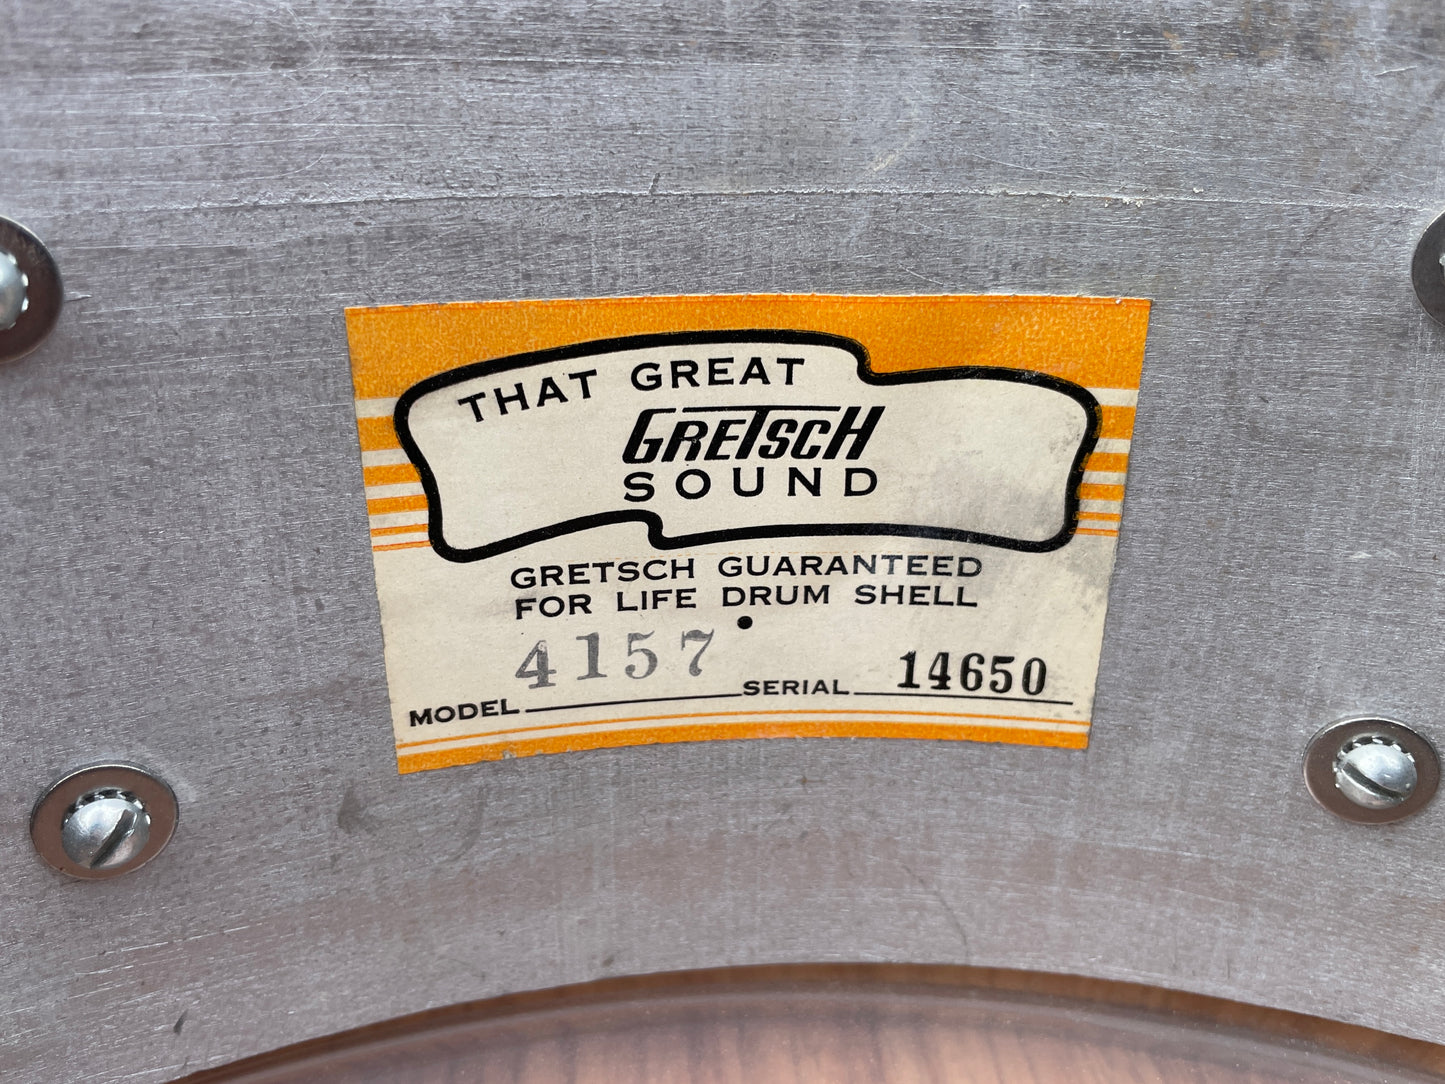 THAT GREAT
GRETSCH
SOUND
GRETSCH GUARANTEED
FOR LIFE DRUM SHELL
MODEL 4157 SERIAL 14650